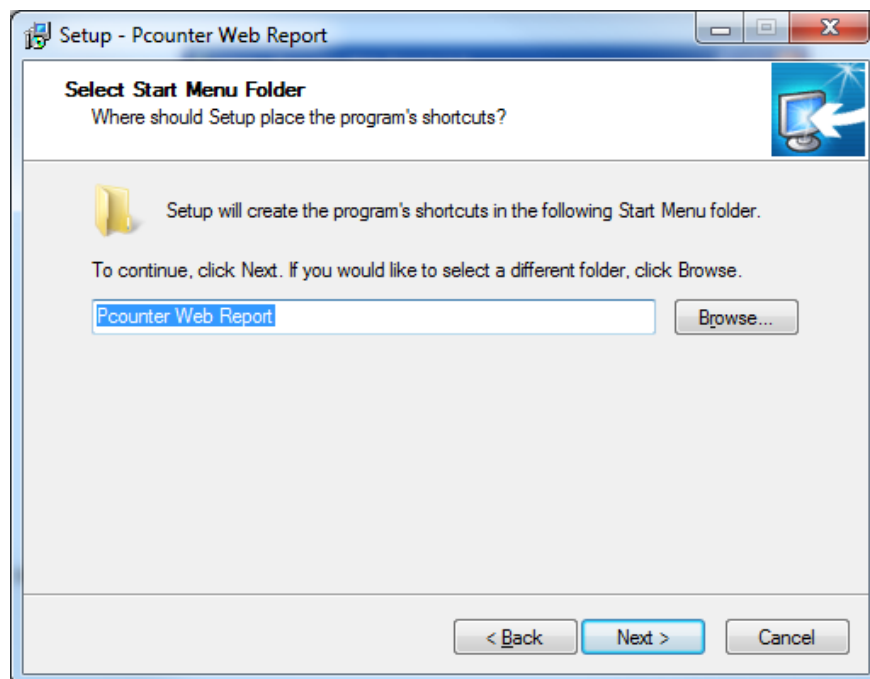 Setup - Pcounter Web Report
Select Start Menu Folder
Where should Setup place the program's shortcuts?
Setup will create the program's shortcuts in the following Start Menu folder.
To continue, click Next. If you would like to select a different folder, click Browse.
Pcounter Web Report
Browse...
< Back
Next >
Cancel